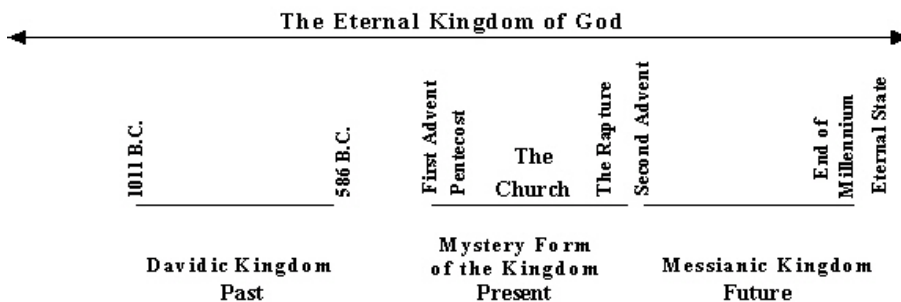 The Eternal Kingdom of God
1011 B.C.
586 B.C.
First Advent
Pentecost
The
Church
The Rapture
Second Advent
End of
Millennium
Eternal State
Davidic Kingdom
Past
Mystery Form
of the Kingdom
Present
Messianic Kingdom
Future